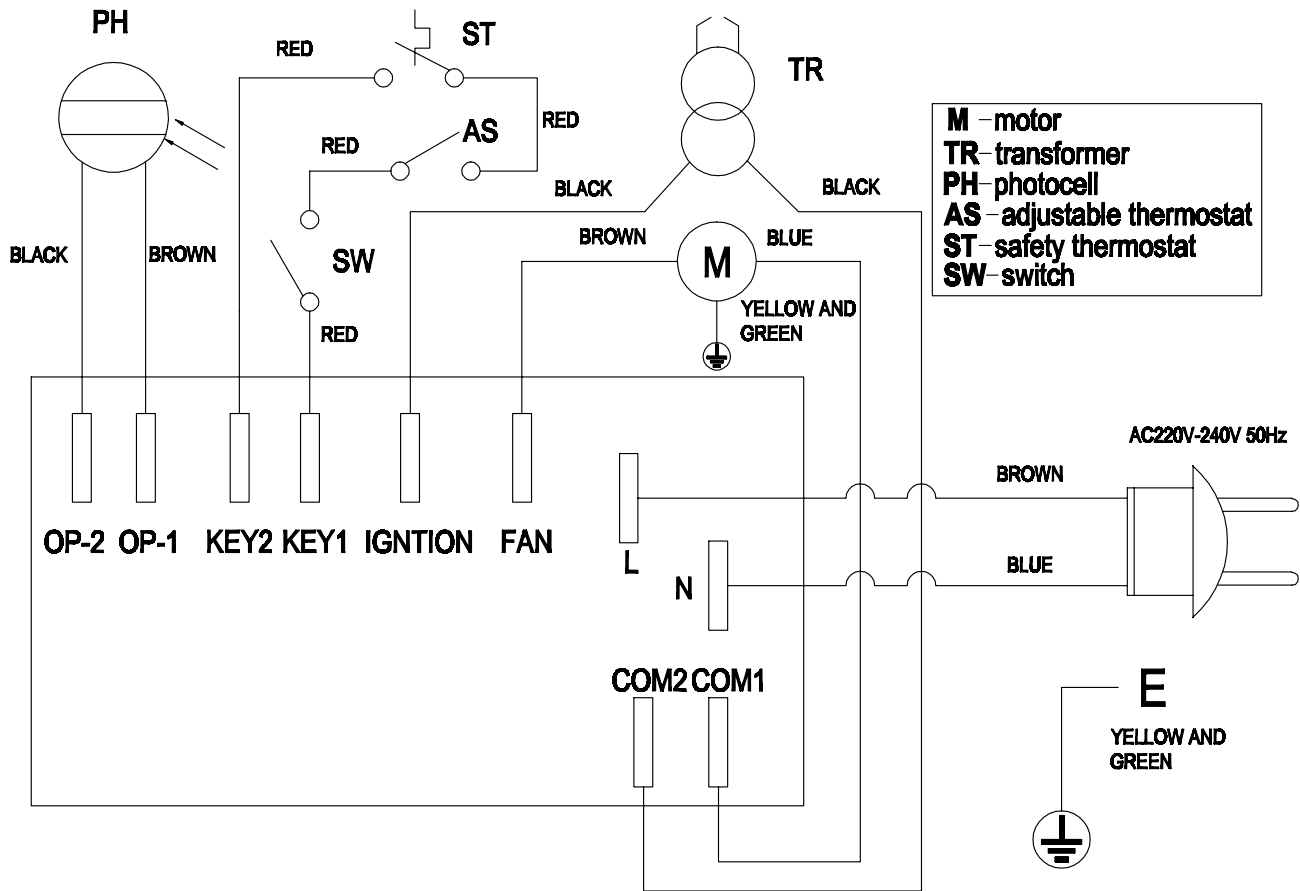 PH
RED
ST
TR
M - motor
TR - transformer
PH - photocell
AS - adjustable thermostat
ST - safety thermostat
SW - switch
RED
AS
RED
BLACK
BLACK
BLACK
BROWN
SW
BROWN
M
BLUE
RED
YELLOW AND
GREEN
AC220V-240V 50Hz
BROWN
OP-2 OP-1 KEY2 KEY1 IGNTION FAN
L
BLUE
N
COM2 COM1
E
YELLOW AND
GREEN